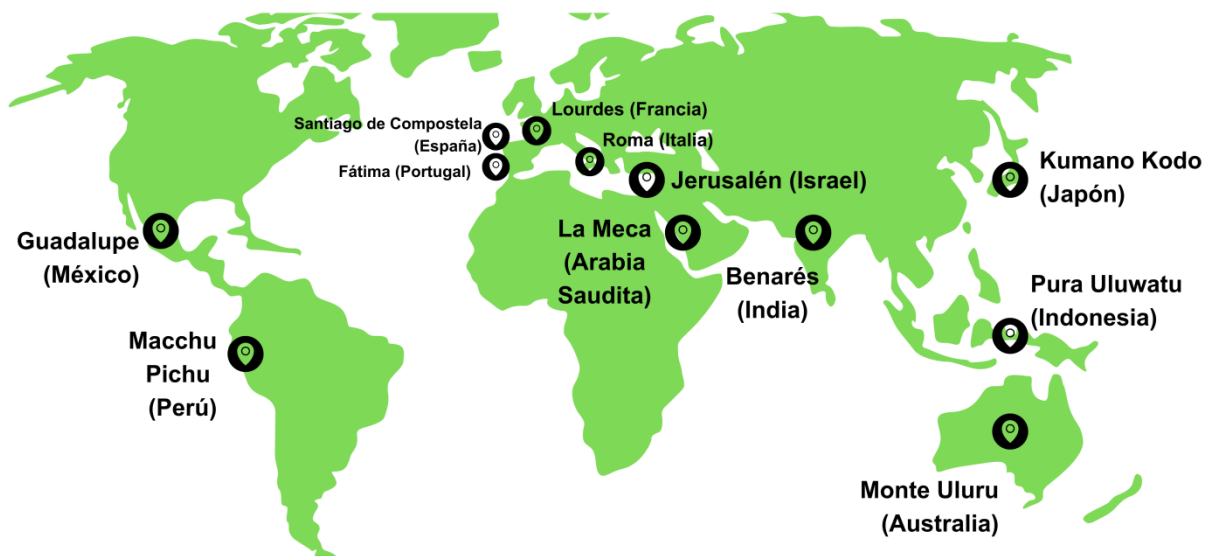 Lourdes (Francia)
Santiago de Compostela
(España)
Roma (Italia)
Fátima (Portugal)
Jerusalén (Israel)
Kumano Kodo
(Japón)
Guadalupe
(México)
La Meca
(Arabia
Saudita)
Benarés
(India)
Pura Uluwatu
(Indonesia)
Macchu
Pichu
(Perú)
Monte Uluru
(Australia)